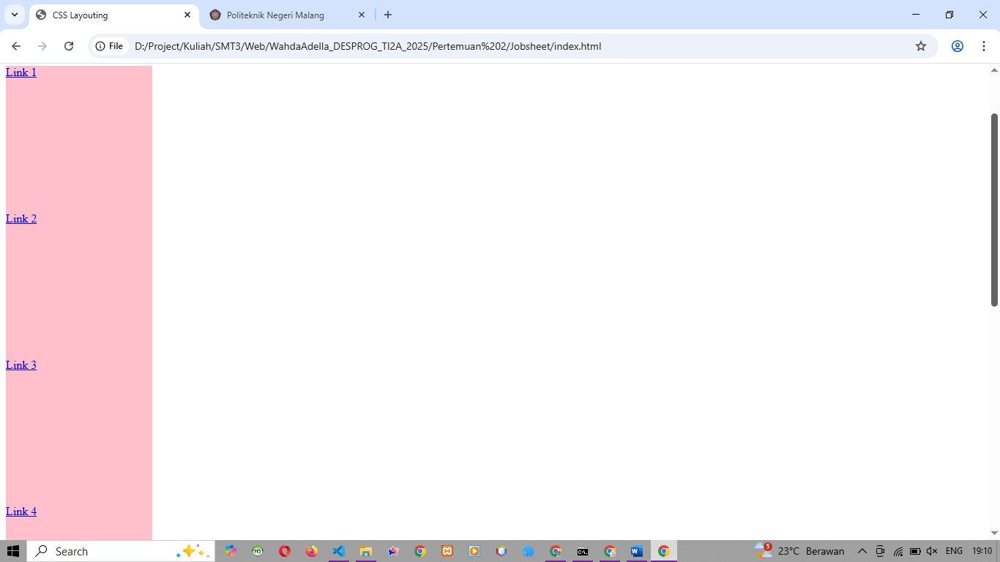 CSS Layouting
Politeknik Negeri Malang
File
D:/Project/Kuliah/SMT3/Web/WahdaAdella_DESPROG_TI2A_2025/Pertemuan%202/Jobsheet/index.html
Link 1
Link 2
Link 3
Link 4
Search
HS
5
23°C Berawan
ENG
19:10